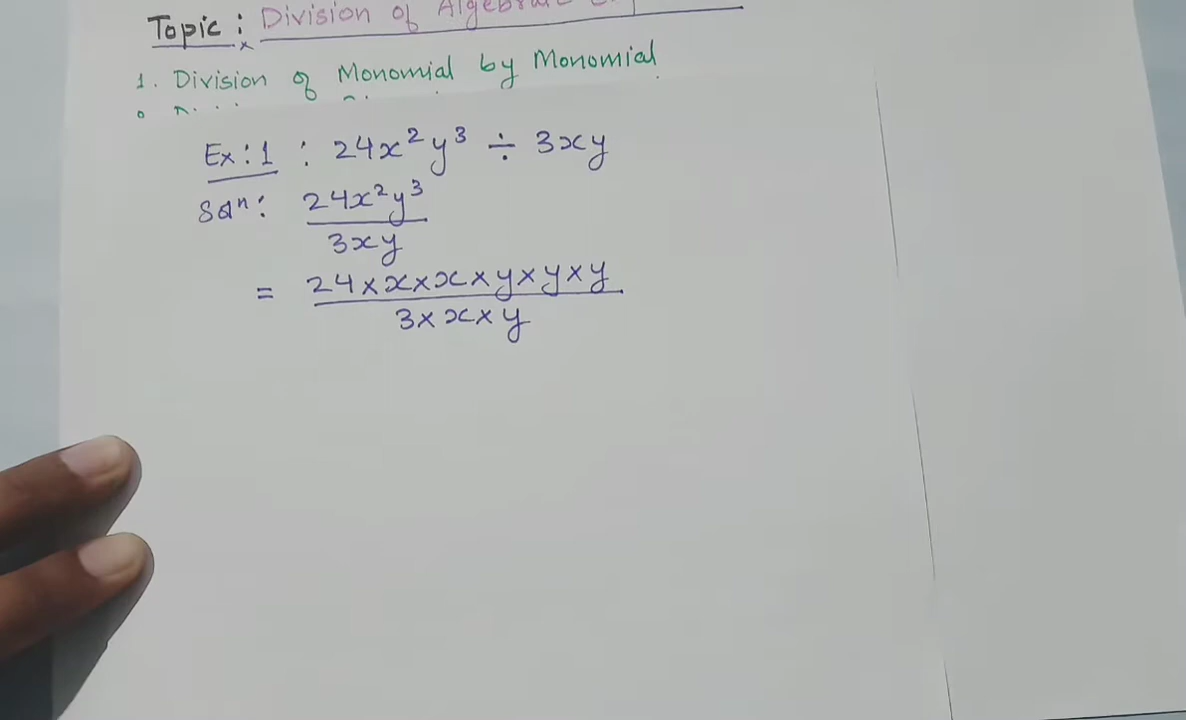 Topic: Division of
1. Division of Monomial by Monomial
Ex:1 : 24x²y³ ÷ 3xy
Solⁿ: 24x²y³
3xy
= 24×x×x×y×y×y
3×x×y